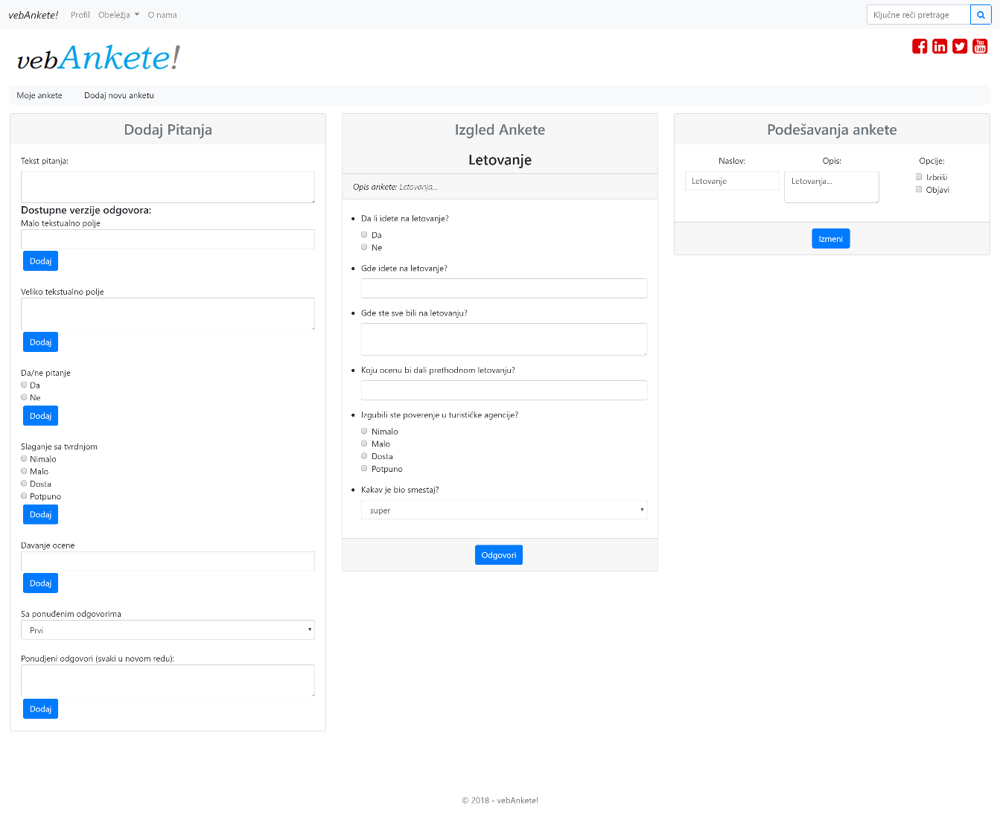 vebAnkete! Profil Obeležja O nama Ključne reči pretrage
vebAnkete!
Moje ankete Dodaj novu anketu
Dodaj Pitanja
Tekst pitanja:
Dostupne verzije odgovora:
Malo tekstualno polje
Dodaj
Veliko tekstualno polje
Dodaj
Da/ne pitanje
Da
Ne
Dodaj
Slaganje sa tvrdnjom
Nimalo
Malo
Dosta
Potpuno
Dodaj
Davanje ocene
Dodaj
Sa ponuđenim odgovorima
Prvi
Ponudjeni odgovori (svaki u novom redu):
Dodaj
Izgled Ankete
Letovanje
Opis ankete: Letovanja...
Da li idete na letovanje?
Da
Ne
Gde idete na letovanje?
Gde ste sve bili na letovanju?
Koju ocenu bi dali prethodnom letovanju?
Izgubili ste poverenje u turističke agencije?
Nimalo
Malo
Dosta
Potpuno
Kakav je bio smestaj?
super
Odgovori
Podešavanja ankete
Naslov: Opis: Opcije:
Letovanje Letovanja... Izbriši
Objavi
Izmeni
© 2018 - vebAnkete!